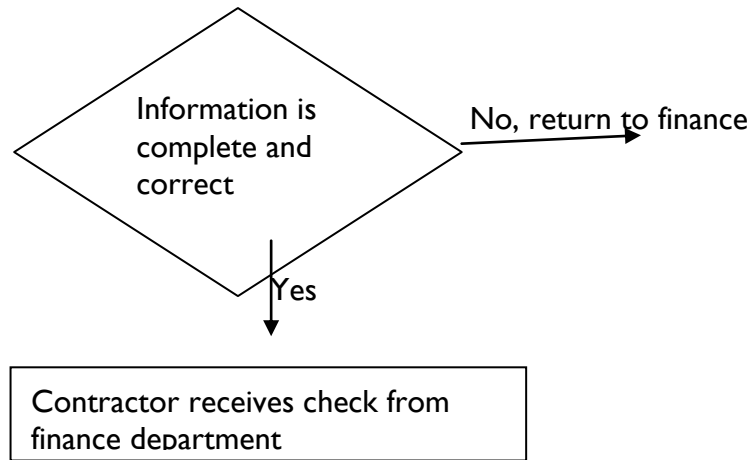 Information is
complete and
correct
No, return to finance
Yes
Contractor receives check from
finance department